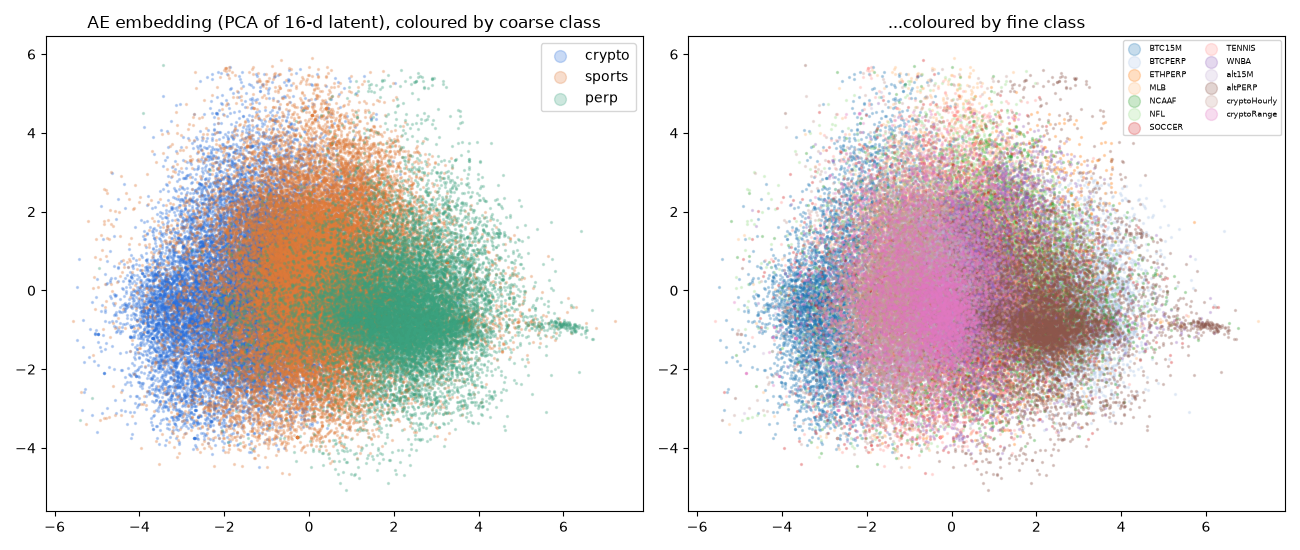 AE embedding (PCA of 16-d latent), coloured by coarse class
crypto
sports
perp
6
4
2
0
−2
−4
−6
−4
−2
0
2
4
6
...coloured by fine class
BTC15M
BTCPERP
ETHPERP
MLB
NCAAF
NFL
SOCCER
TENNIS
WNBA
alt15M
altPERP
cryptoHourly
cryptoRange
6
4
2
0
−2
−4
−6
−4
−2
0
2
4
6